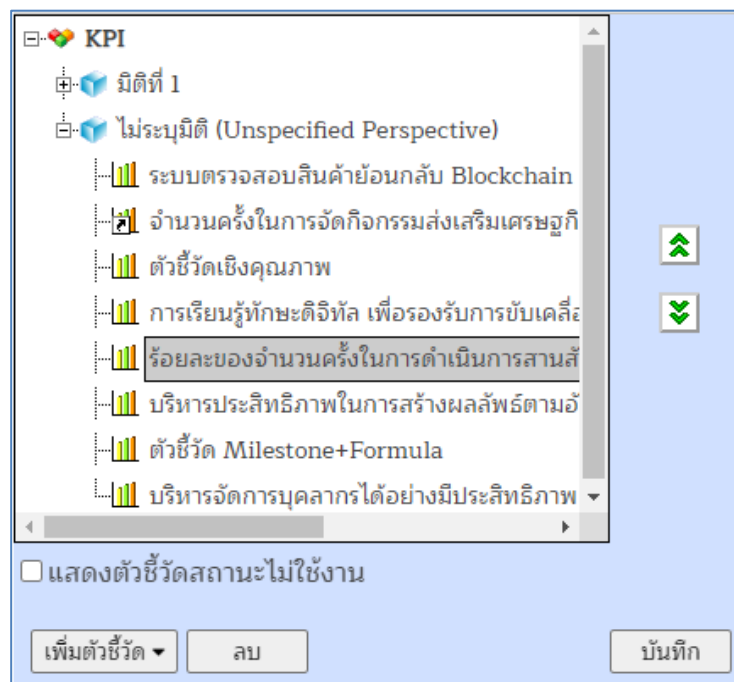 KPI
มิติที่ 1
ไม่ระบุมิติ (Unspecified Perspective)
ระบบตรวจสอบสินค้าย้อนกลับ Blockchain
จำนวนครั้งในการจัดกิจกรรมส่งเสริมเศรษฐกิ
ตัวชี้วัดเชิงคุณภาพ
การเรียนรู้ทักษะดิจิทัล เพื่อรองรับการขับเคลื่อ
ร้อยละของจำนวนครั้งในการดำเนินการสานสั
บริหารประสิทธิภาพในการสร้างผลลัพธ์ตามอั
ตัวชี้วัด Milestone+Formula
บริหารจัดการบุคลากรได้อย่างมีประสิทธิภาพ
แสดงตัวชี้วัดสถานะไม่ใช้งาน
เพิ่มตัวชี้วัด ลบ บันทึก